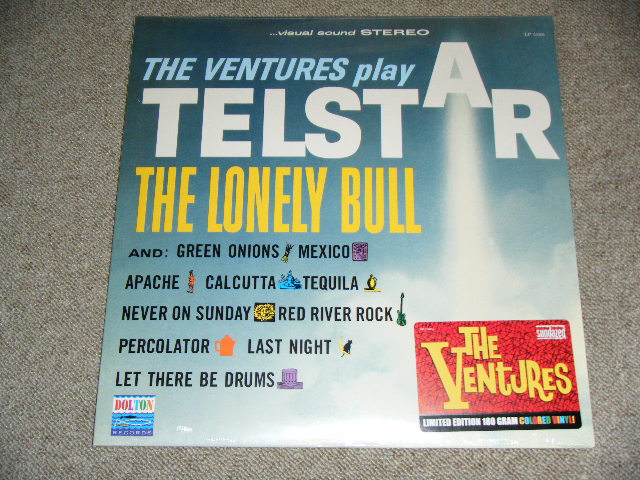 ...visual sound STEREO
THE VENTURES play
TELSTAR
THE LONELY BULL
AND: GREEN ONIONS MEXICO
APACHE CALCUTTA TEQUILA
NEVER ON SUNDAY RED RIVER ROCK
PERCOLATOR LAST NIGHT
LET THERE BE DRUMS
DOLTON
RECORDS
sundazed
THE
VENTURES
LIMITED EDITION 180 GRAM COLORED VINYL!